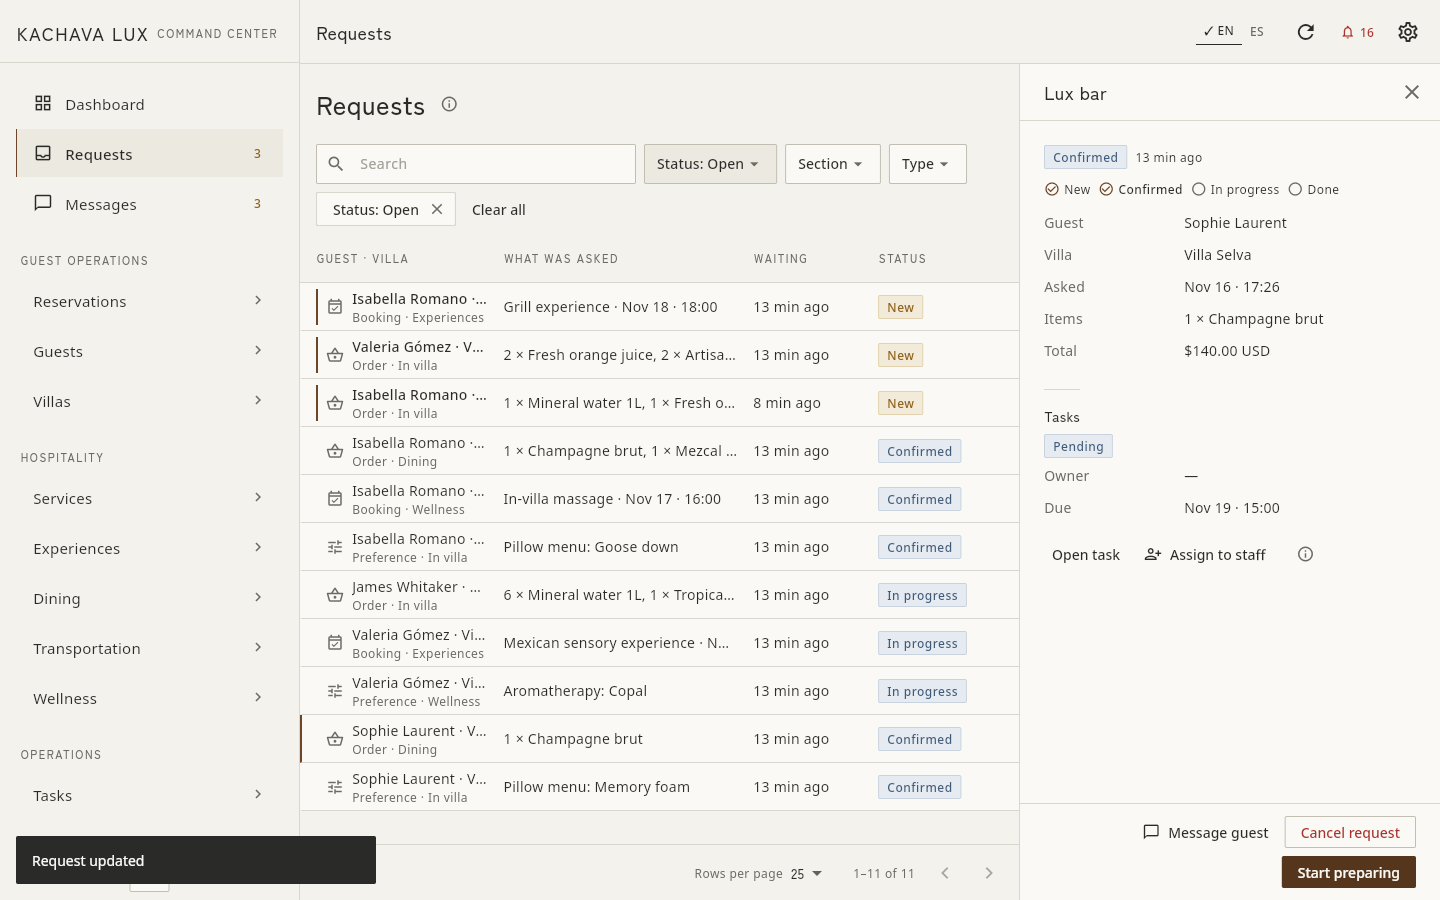 KACHAVA LUX COMMAND CENTER
Requests
✓ EN ES
16
Dashboard
Requests 3
Messages 3
GUEST OPERATIONS
Reservations
Guests
Villas
HOSPITALITY
Services
Experiences
Dining
Transportation
Wellness
OPERATIONS
Tasks
Request updated
Requests
Search
Status: Open
Section
Type
Status: Open
Clear all
GUEST · VILLA WHAT WAS ASKED WAITING STATUS
Isabella Romano ·… Grill experience · Nov 18 · 18:00 13 min ago New
Booking · Experiences
Valeria Gómez · V… 2 × Fresh orange juice, 2 × Artisa… 13 min ago New
Order · In villa
Isabella Romano ·… 1 × Mineral water 1L, 1 × Fresh o… 8 min ago New
Order · In villa
Isabella Romano ·… 1 × Champagne brut, 1 × Mezcal … 13 min ago Confirmed
Order · Dining
Isabella Romano ·… In-villa massage · Nov 17 · 16:00 13 min ago Confirmed
Booking · Wellness
Isabella Romano ·… Pillow menu: Goose down 13 min ago Confirmed
Preference · In villa
James Whitaker · … 6 × Mineral water 1L, 1 × Tropica… 13 min ago In progress
Order · In villa
Valeria Gómez · Vi… Mexican sensory experience · N… 13 min ago In progress
Booking · Experiences
Valeria Gómez · Vi… Aromatherapy: Copal 13 min ago In progress
Preference · Wellness
Sophie Laurent · V… 1 × Champagne brut 13 min ago Confirmed
Order · Dining
Sophie Laurent · V… Pillow menu: Memory foam 13 min ago Confirmed
Preference · In villa
Rows per page 25 1–11 of 11
Lux bar
Confirmed 13 min ago
New Confirmed In progress Done
Guest Sophie Laurent
Villa Villa Selva
Asked Nov 16 · 17:26
Items 1 × Champagne brut
Total $140.00 USD
Tasks
Pending
Owner —
Due Nov 19 · 15:00
Open task Assign to staff
Message guest Cancel request
Start preparing